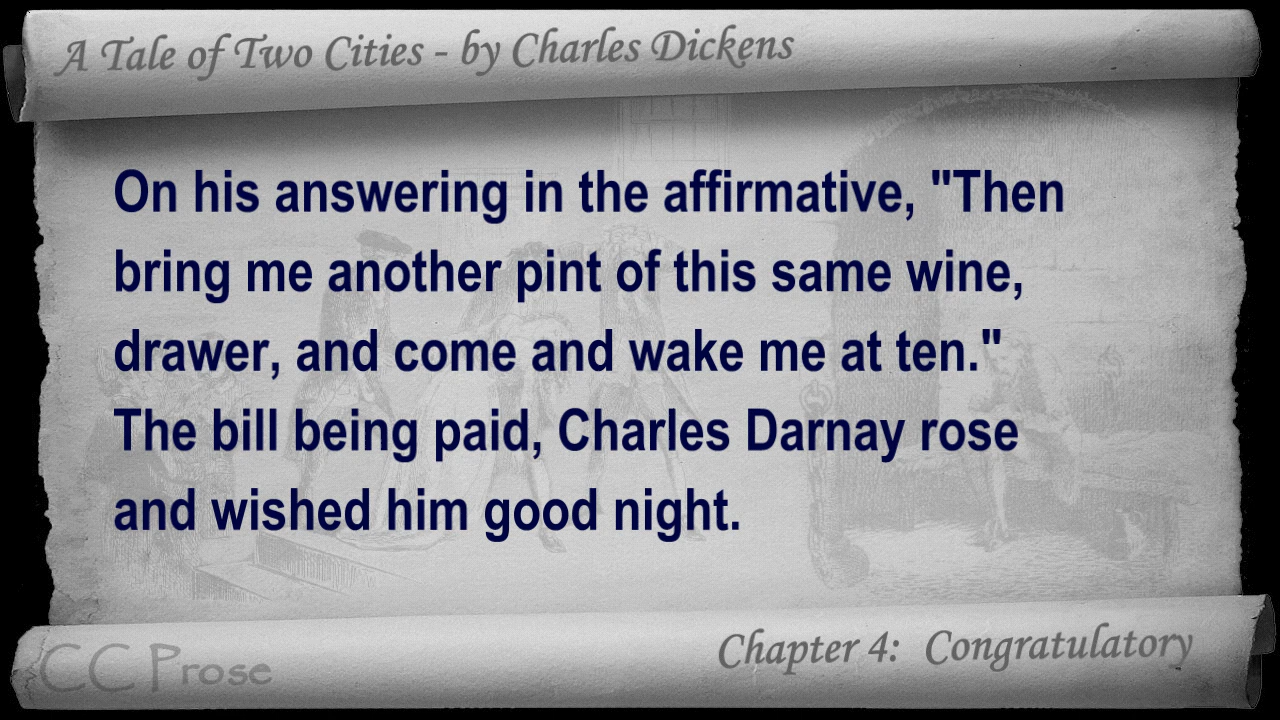 A Tale of Two Cities - by Charles Dickens
On his answering in the affirmative, "Then
bring me another pint of this same wine,
drawer, and come and wake me at ten."
The bill being paid, Charles Darnay rose
and wished him good night.
Chapter 4: Congratulatory
CC Prose